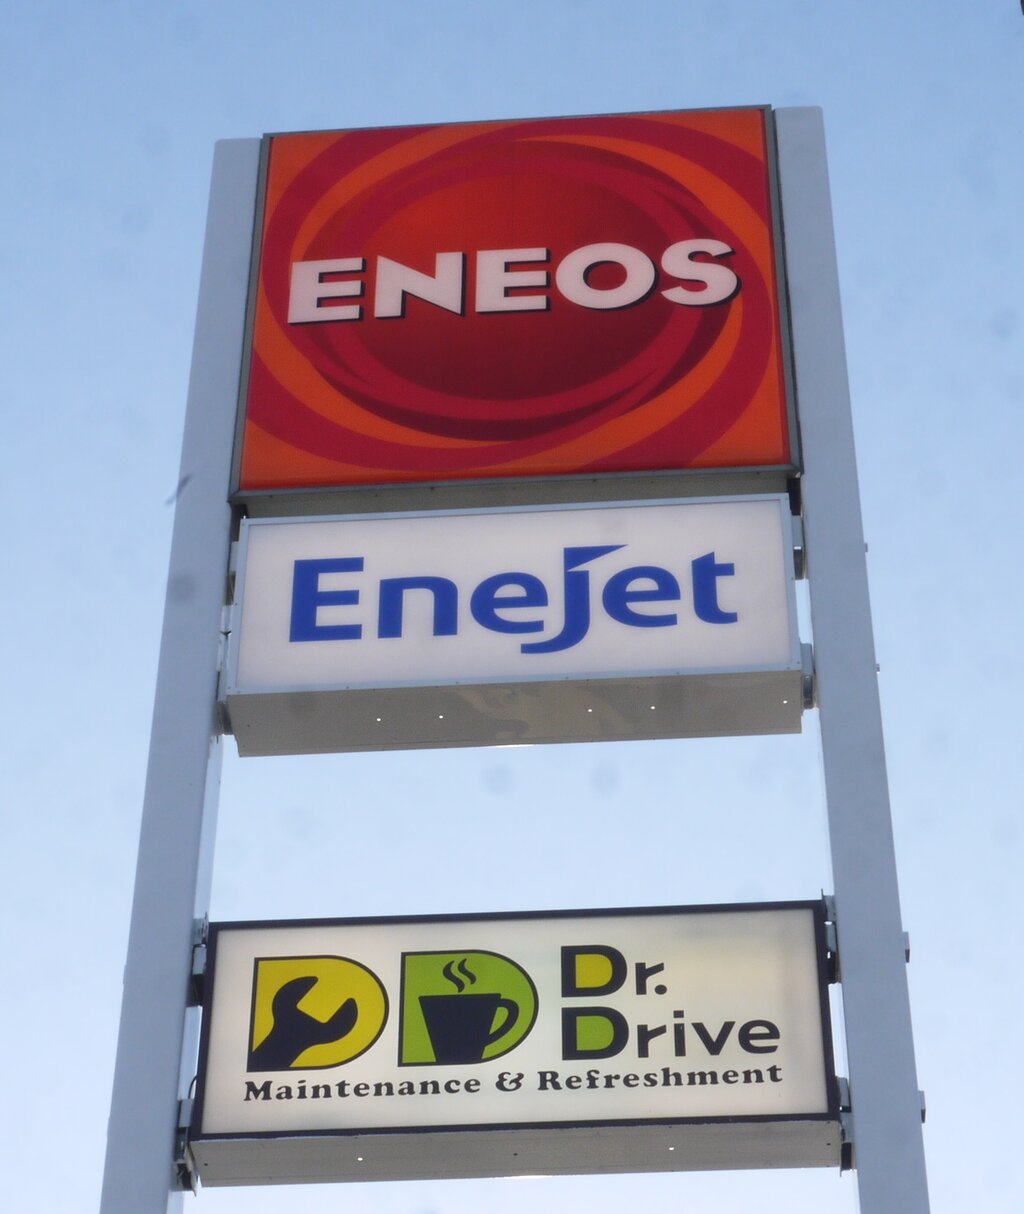 ENEOS
Enejet
Dr.
Drive
Maintenance & Refreshment